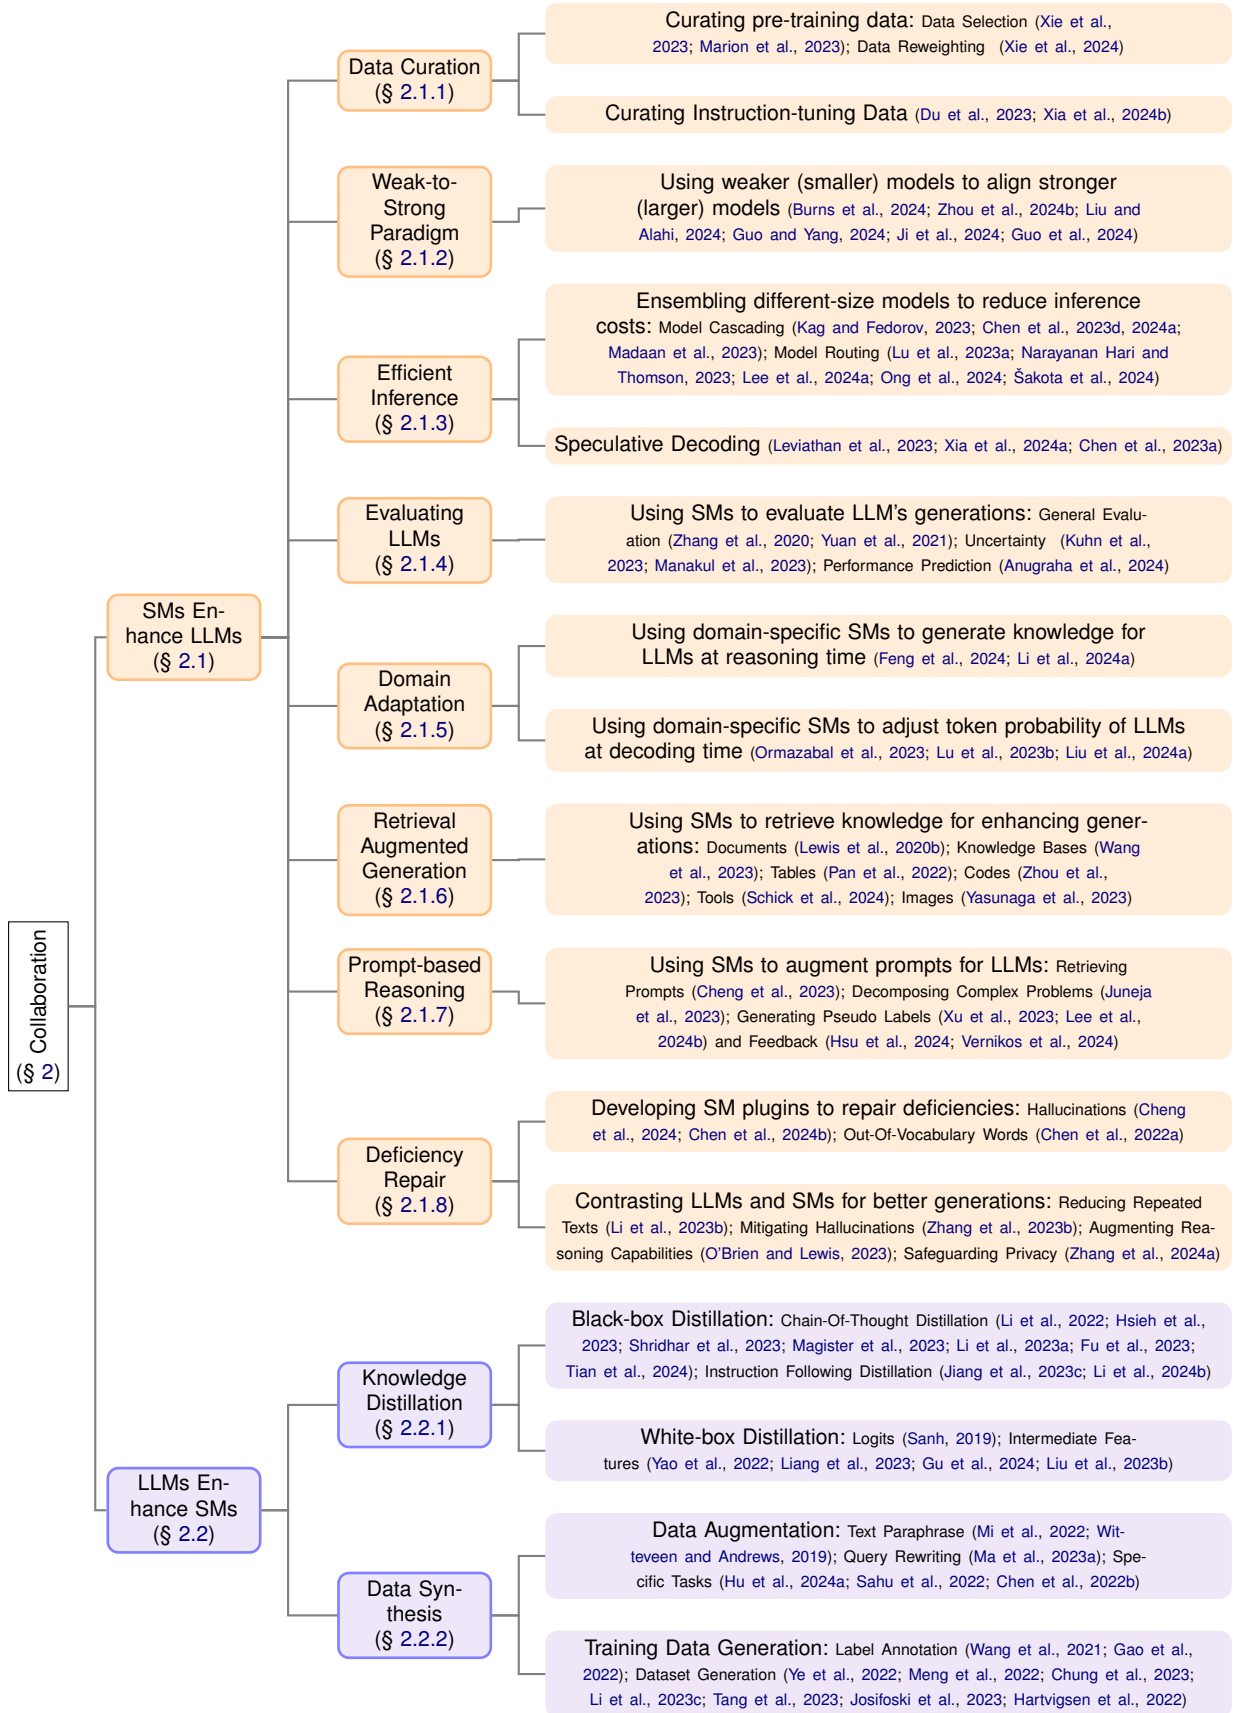 Collaboration
(§ 2)
SMs En-
hance LLMs
(§ 2.1)
Data Curation
(§ 2.1.1)
Curating pre-training data: Data Selection (Xie et al.,
2023; Marion et al., 2023); Data Reweighting (Xie et al., 2024)
Curating Instruction-tuning Data (Du et al., 2023; Xia et al., 2024b)
Weak-to-
Strong
Paradigm
(§ 2.1.2)
Using weaker (smaller) models to align stronger
(larger) models (Burns et al., 2024; Zhou et al., 2024b; Liu and
Alahi, 2024; Guo and Yang, 2024; Ji et al., 2024; Guo et al., 2024)
Efficient
Inference
(§ 2.1.3)
Ensembling different-size models to reduce inference
costs: Model Cascading (Kag and Fedorov, 2023; Chen et al., 2023d, 2024a;
Madaan et al., 2023); Model Routing (Lu et al., 2023a; Narayanan Hari and
Thomson, 2023; Lee et al., 2024a; Ong et al., 2024; Šakota et al., 2024)
Speculative Decoding (Leviathan et al., 2023; Xia et al., 2024a; Chen et al., 2023a)
Evaluating
LLMs
(§ 2.1.4)
Using SMs to evaluate LLM's generations: General Evalu-
ation (Zhang et al., 2020; Yuan et al., 2021); Uncertainty (Kuhn et al.,
2023; Manakul et al., 2023); Performance Prediction (Anugraha et al., 2024)
Domain
Adaptation
(§ 2.1.5)
Using domain-specific SMs to generate knowledge for
LLMs at reasoning time (Feng et al., 2024; Li et al., 2024a)
Using domain-specific SMs to adjust token probability of LLMs
at decoding time (Ormazabal et al., 2023; Lu et al., 2023b; Liu et al., 2024a)
Retrieval
Augmented
Generation
(§ 2.1.6)
Using SMs to retrieve knowledge for enhancing gener-
ations: Documents (Lewis et al., 2020b); Knowledge Bases (Wang
et al., 2023); Tables (Pan et al., 2022); Codes (Zhou et al.,
2023); Tools (Schick et al., 2024); Images (Yasunaga et al., 2023)
Prompt-based
Reasoning
(§ 2.1.7)
Using SMs to augment prompts for LLMs: Retrieving
Prompts (Cheng et al., 2023); Decomposing Complex Problems (Juneja
et al., 2023); Generating Pseudo Labels (Xu et al., 2023; Lee et al.,
2024b) and Feedback (Hsu et al., 2024; Vernikos et al., 2024)
Deficiency
Repair
(§ 2.1.8)
Developing SM plugins to repair deficiencies: Hallucinations (Cheng
et al., 2024; Chen et al., 2024b); Out-Of-Vocabulary Words (Chen et al., 2022a)
Contrasting LLMs and SMs for better generations: Reducing Repeated
Texts (Li et al., 2023b); Mitigating Hallucinations (Zhang et al., 2023b); Augmenting Rea-
soning Capabilities (O'Brien and Lewis, 2023); Safeguarding Privacy (Zhang et al., 2024a)
LLMs En-
hance SMs
(§ 2.2)
Knowledge
Distillation
(§ 2.2.1)
Black-box Distillation: Chain-Of-Thought Distillation (Li et al., 2022; Hsieh et al.,
2023; Shridhar et al., 2023; Magister et al., 2023; Li et al., 2023a; Fu et al., 2023;
Tian et al., 2024); Instruction Following Distillation (Jiang et al., 2023c; Li et al., 2024b)
White-box Distillation: Logits (Sanh, 2019); Intermediate Fea-
tures (Yao et al., 2022; Liang et al., 2023; Gu et al., 2024; Liu et al., 2023b)
Data Syn-
thesis
(§ 2.2.2)
Data Augmentation: Text Paraphrase (Mi et al., 2022; Wit-
teveen and Andrews, 2019); Query Rewriting (Ma et al., 2023a); Spe-
cific Tasks (Hu et al., 2024a; Sahu et al., 2022; Chen et al., 2022b)
Training Data Generation: Label Annotation (Wang et al., 2021; Gao et al.,
2022); Dataset Generation (Ye et al., 2022; Meng et al., 2022; Chung et al., 2023;
Li et al., 2023c; Tang et al., 2023; Josifoski et al., 2023; Hartvigsen et al., 2022)